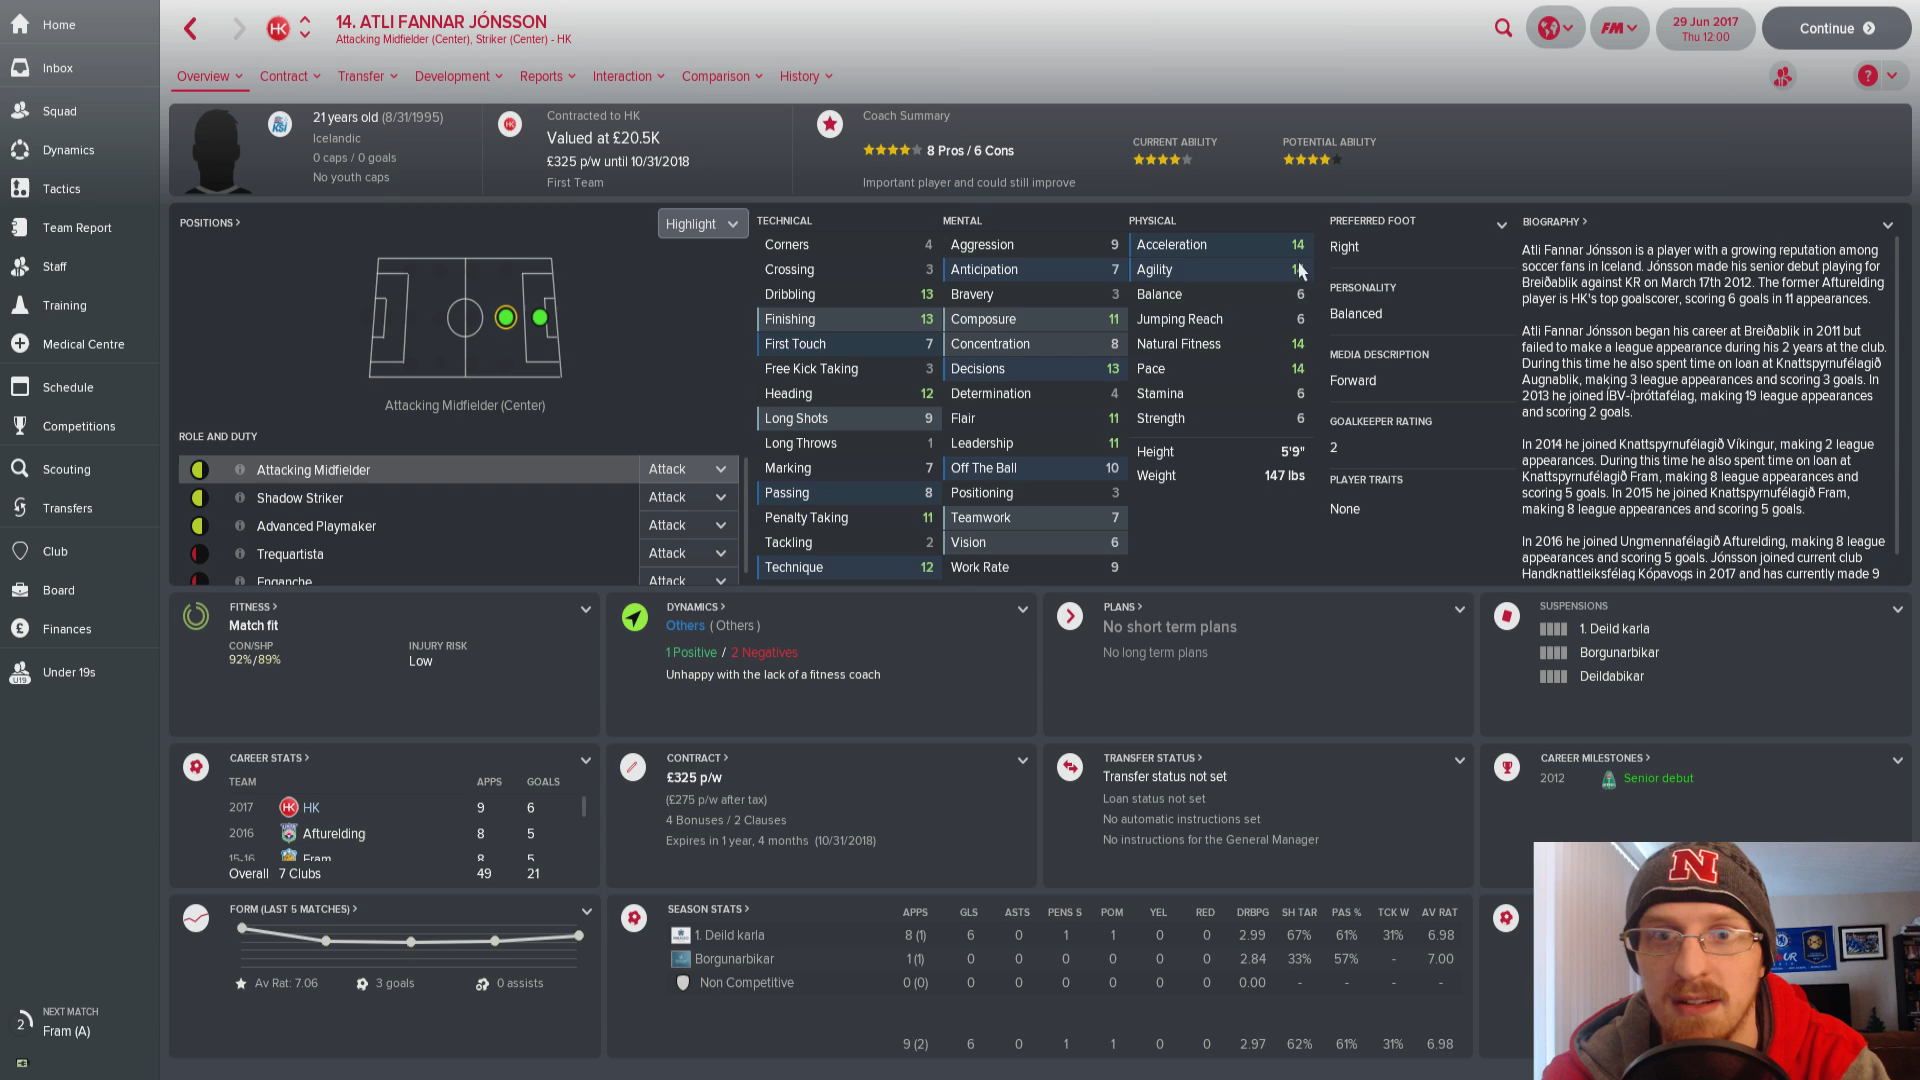 Home
Inbox
Squad
Dynamics
Tactics
Team Report
Staff
Training
Medical Centre
Schedule
Competitions
Scouting
Transfers
Club
Board
Finances
Under 19s
NEXT MATCH
2 Fram (A)
14. ATLI FANNAR JÓNSSON
Attacking Midfielder (Center), Striker (Center) - HK
FM
29 Jun 2017
Thu 12:00
Continue
Overview Contract Transfer Development Reports Interaction Comparison History
21 years old (8/31/1995)
Icelandic
0 caps / 0 goals
No youth caps
Contracted to HK
Valued at £20.5K
£325 p/w until 10/31/2018
First Team
Coach Summary
8 Pros / 6 Cons
Important player and could still improve
CURRENT ABILITY
POTENTIAL ABILITY
POSITIONS >
Highlight
Attacking Midfielder (Center)
ROLE AND DUTY
Attacking Midfielder Attack
Shadow Striker Attack
Advanced Playmaker Attack
Trequartista Attack
Enganche Attack
TECHNICAL
Corners 4
Crossing 3
Dribbling 13
Finishing 13
First Touch 7
Free Kick Taking 3
Heading 12
Long Shots 9
Long Throws 1
Marking 7
Passing 8
Penalty Taking 11
Tackling 2
Technique 12
MENTAL
Aggression 9
Anticipation 7
Bravery 3
Composure 11
Concentration 8
Decisions 13
Determination 4
Flair 11
Leadership 11
Off The Ball 10
Positioning 3
Teamwork 7
Vision 6
Work Rate 9
PHYSICAL
Acceleration 14
Agility
Balance 6
Jumping Reach 6
Natural Fitness 14
Pace 14
Stamina 6
Strength 6
Height 5'9"
Weight 147 lbs
PREFERRED FOOT
Right
PERSONALITY
Balanced
MEDIA DESCRIPTION
Forward
GOALKEEPER RATING
2
PLAYER TRAITS
None
BIOGRAPHY >
Atli Fannar Jónsson is a player with a growing reputation among
soccer fans in Iceland. Jónsson made his senior debut playing for
Breiðablik against KR on March 17th 2012. The former Afturelding
player is HK's top goalscorer, scoring 6 goals in 11 appearances.
Atli Fannar Jónsson began his career at Breiðablik in 2011 but
failed to make a league appearance during his 2 years at the club.
During this time he also spent time on loan at Knattspyrnufélagið
Augnablik, making 3 league appearances and scoring 3 goals. In
2013 he joined ÍBV-íþróttafélag, making 19 league appearances
and scoring 2 goals.
In 2014 he joined Knattspyrnufélagið Víkingur, making 2 league
appearances. During this time he also spent time on loan at
Knattspyrnufélagið Fram, making 8 league appearances and
scoring 5 goals. In 2015 he joined Knattspyrnufélagið Fram,
making 8 league appearances and scoring 5 goals.
In 2016 he joined Ungmennafélagið Afturelding, making 8 league
appearances and scoring 5 goals. Jónsson joined current club
Handknattleiksfélag Kópavogs in 2017 and has currently made 9
FITNESS >
Match fit
CON/SHP
92%/89%
INJURY RISK
Low
DYNAMICS >
Others ( Others )
1 Positive / 2 Negatives
Unhappy with the lack of a fitness coach
PLANS >
No short term plans
No long term plans
SUSPENSIONS
1. Deild karla
Borgunarbikar
Deildabikar
CAREER STATS >
TEAM APPS GOALS
2017 HK 9 6
2016 Afturelding 8 5
15-16 Fram 8 5
Overall 7 Clubs 49 21
CONTRACT >
£325 p/w
(£275 p/w after tax)
4 Bonuses / 2 Clauses
Expires in 1 year, 4 months (10/31/2018)
TRANSFER STATUS >
Transfer status not set
Loan status not set
No automatic instructions set
No instructions for the General Manager
CAREER MILESTONES >
2012 Senior debut
FORM (LAST 5 MATCHES) >
Av Rat: 7.06 3 goals 0 assists
SEASON STATS > APPS GLS ASTS PENS S POM YEL RED DRBPG SH TAR PAS % TCK W AV RAT
1. Deild karla 8 (1) 6 0 1 1 0 0 2.99 67% 61% 31% 6.98
Borgunarbikar 1 (1) 0 0 0 0 0 0 2.84 33% 57% - 7.00
Non Competitive 0 (0) 0 0 0 0 0 0 0.00 - - - -
9 (2) 6 0 1 1 0 0 2.97 62% 61% 31% 6.98
N